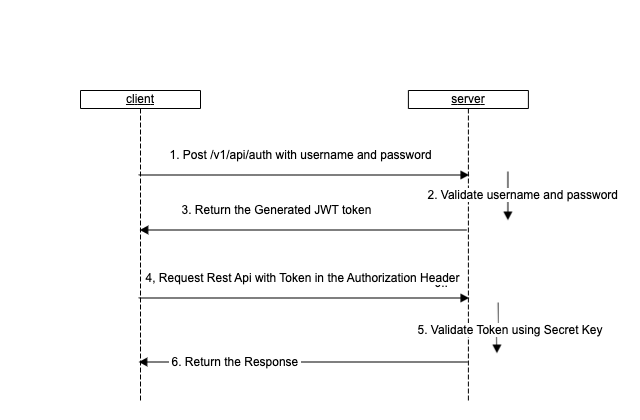 client
server
1. Post /v1/api/auth with username and password
2. Validate username and password
3. Return the Generated JWT token
4, Request Rest Api with Token in the Authorization Header
5. Validate Token using Secret Key
6. Return the Response